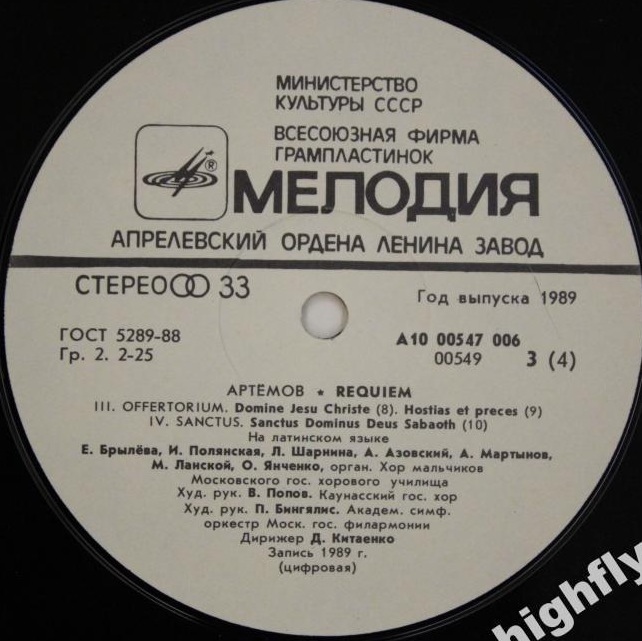 МИНИСТЕРСТВО
КУЛЬТУРЫ СССР
ВСЕСОЮЗНАЯ ФИРМА
ГРАМПЛАСТИНОК
®
МЕЛОДИЯ
АПРЕЛЕВСКИЙ ОРДЕНА ЛЕНИНА ЗАВОД
СТЕРЕО 33
Год выпуска 1989
ГОСТ 5289-88
Гр. 2. 2-25
А10 00547 006
00549 3 (4)
АРТЁМОВ ★ REQUIEM
III. OFFERTORIUM. Domine Jesu Christe (8). Hostias et preces (9)
IV. SANCTUS. Sanctus Dominus Deus Sabaoth (10)
На латинском языке
Е. Брылёва, И. Полянская, Л. Шарнина, А. Азовский, А. Мартынов,
М. Ланской, О. Янченко, орган. Хор мальчиков
Московского гос. хорового училища
Худ. рук. В. Попов. Каунасский гос. хор
Худ. рук. П. Бингялис. Академ. симф.
оркестр Моск. гос. филармонии
Дирижер Д. Китаенко
Запись 1989 г.
(цифровая)
highfly